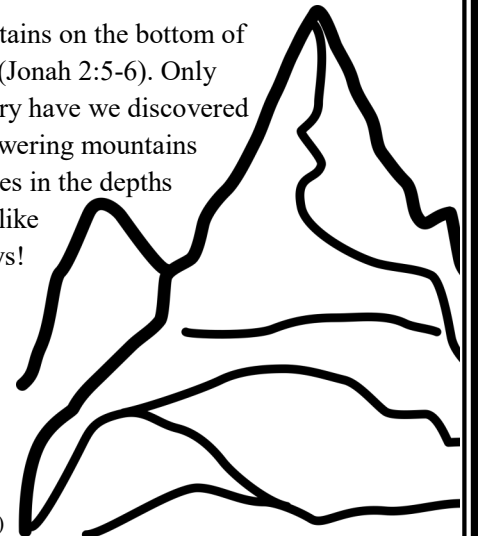 tains on the bottom of
(Jonah 2:5-6). Only
ry have we discovered
wering mountains
es in the depths
like
ys!
)